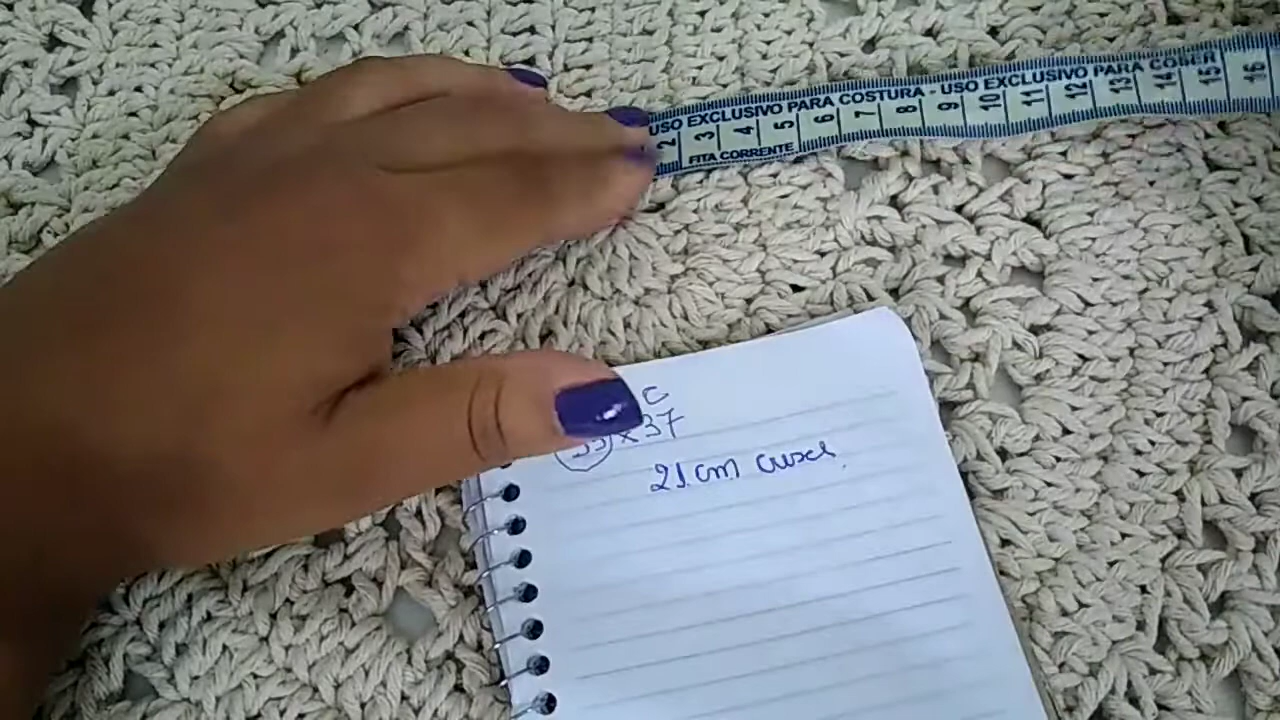 USO EXCLUSIVO PARA COSTURA - USO EXCLUSIVO PARA COSER
2 3 4 5 6 7 8 9 10 11 12 13 14 15 16
FITA CORRENTE
C
x 37
21 cm